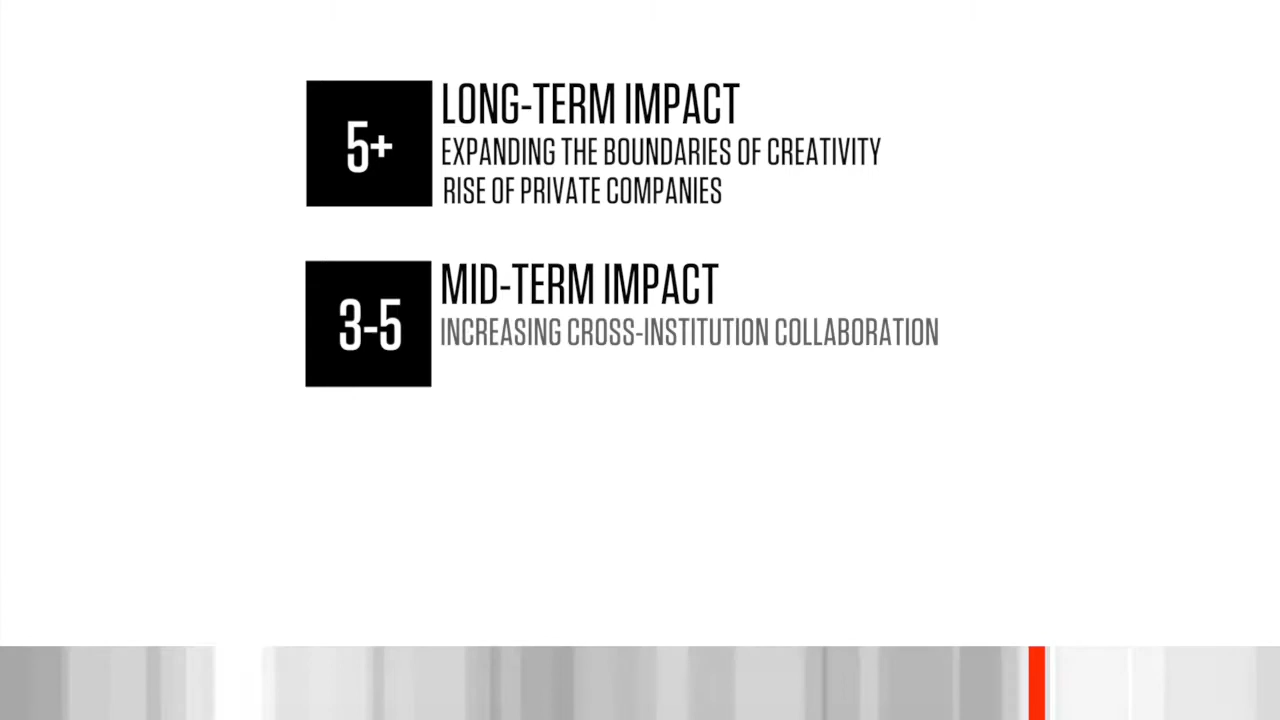 5+
LONG-TERM IMPACT
EXPANDING THE BOUNDARIES OF CREATIVITY
RISE OF PRIVATE COMPANIES
3-5
MID-TERM IMPACT
INCREASING CROSS-INSTITUTION COLLABORATION